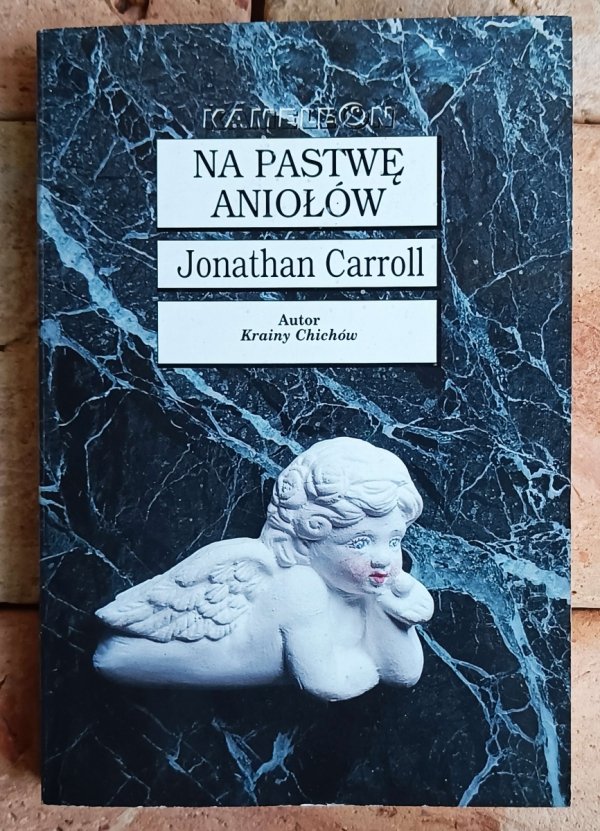 KAMELEON
NA PASTWĘ
ANIOŁÓW
Jonathan Carroll
Autor
Krainy Chichów